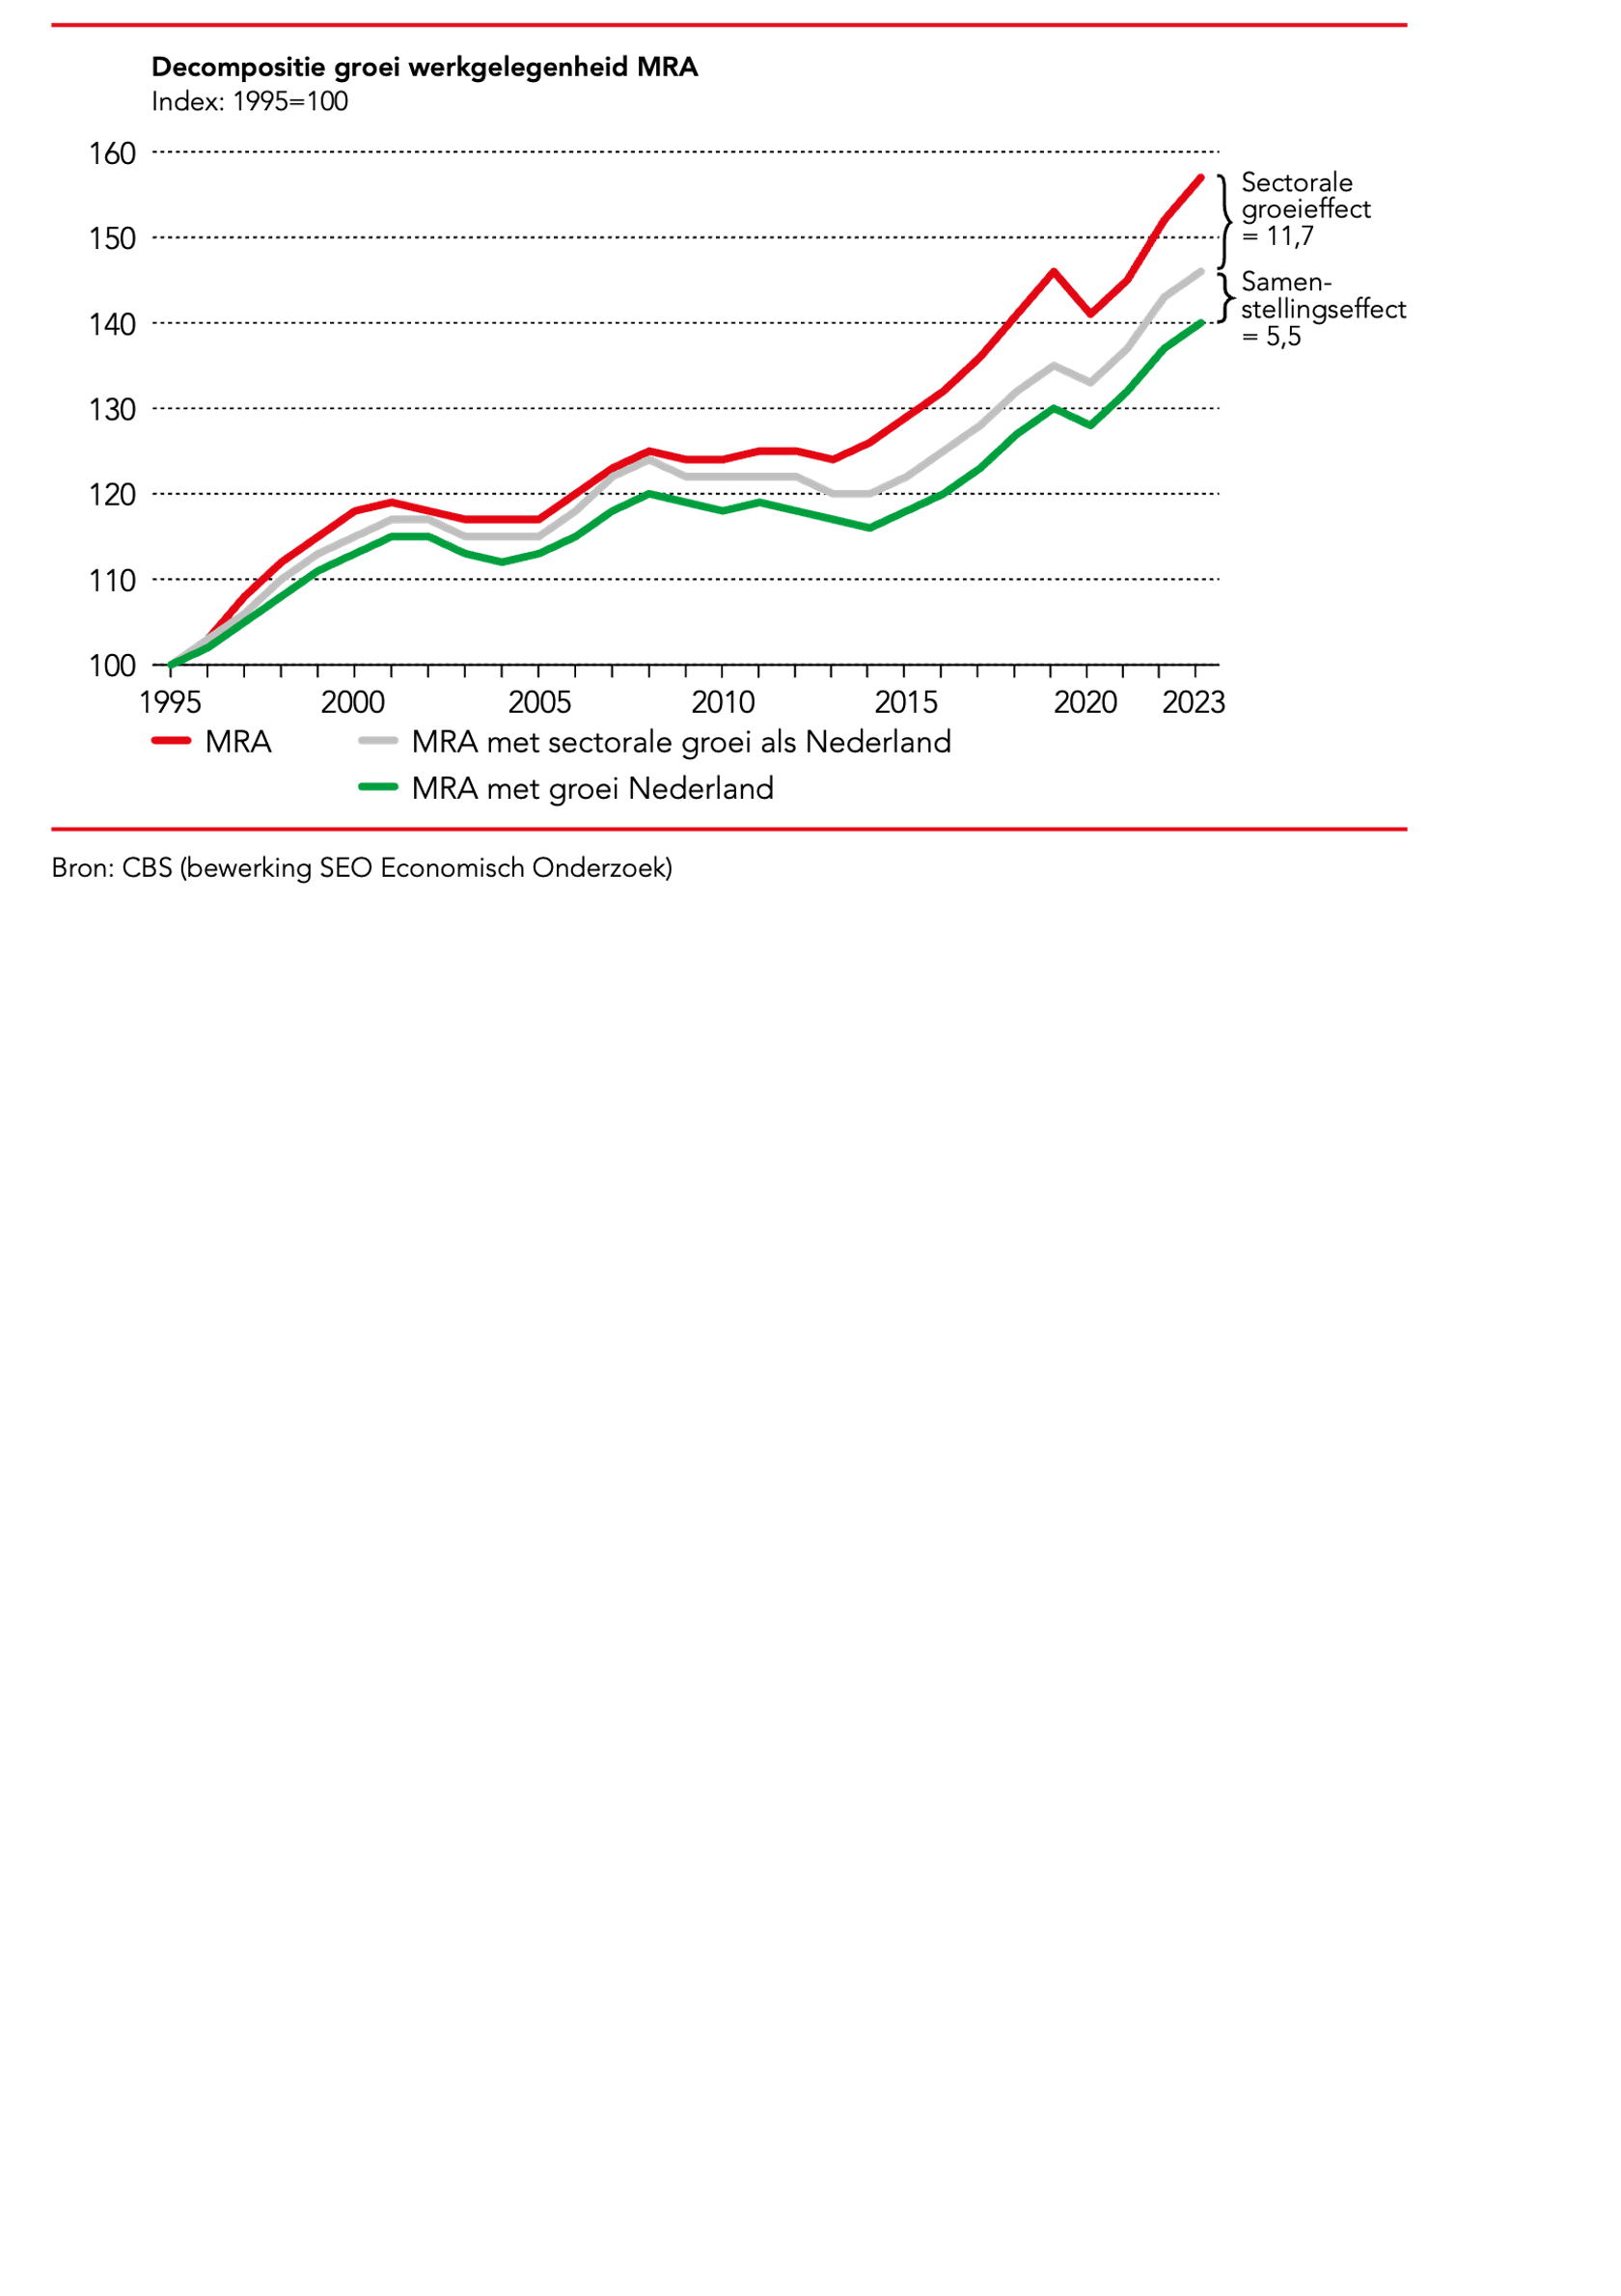 Decompositie groei werkgelegenheid MRA
Index: 1995=100
160
150
140
130
120
110
100
Sectorale
groeieffect
= 11,7
Samen-
stellingseffect
= 5,5
1995 2000 2005 2010 2015 2020 2023
MRA MRA met sectorale groei als Nederland
MRA met groei Nederland
Bron: CBS (bewerking SEO Economisch Onderzoek)